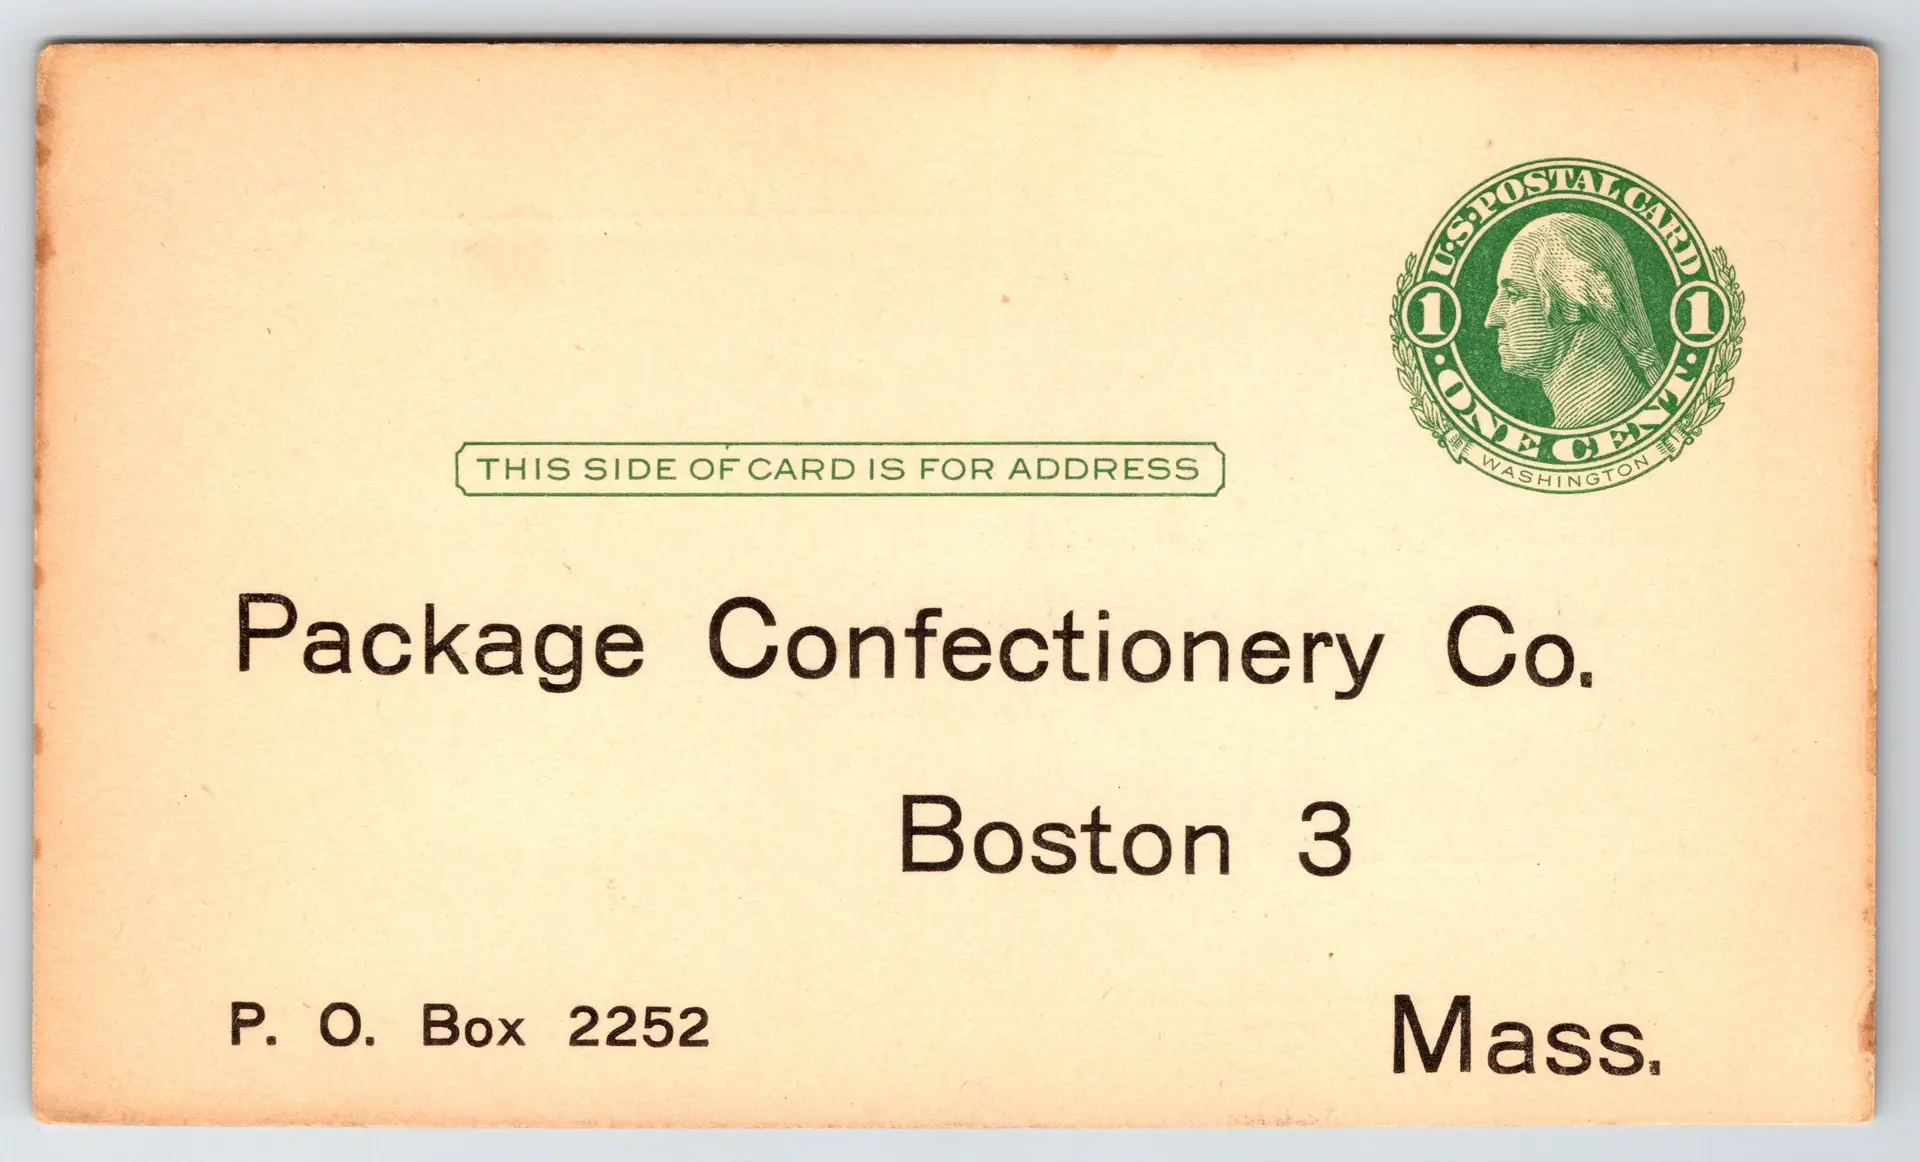 U·S·POSTAL CARD
1 1
·ONE CENT·
WASHINGTON
THIS SIDE OF CARD IS FOR ADDRESS
Package Confectionery Co.
Boston 3
P. O. Box 2252
Mass.